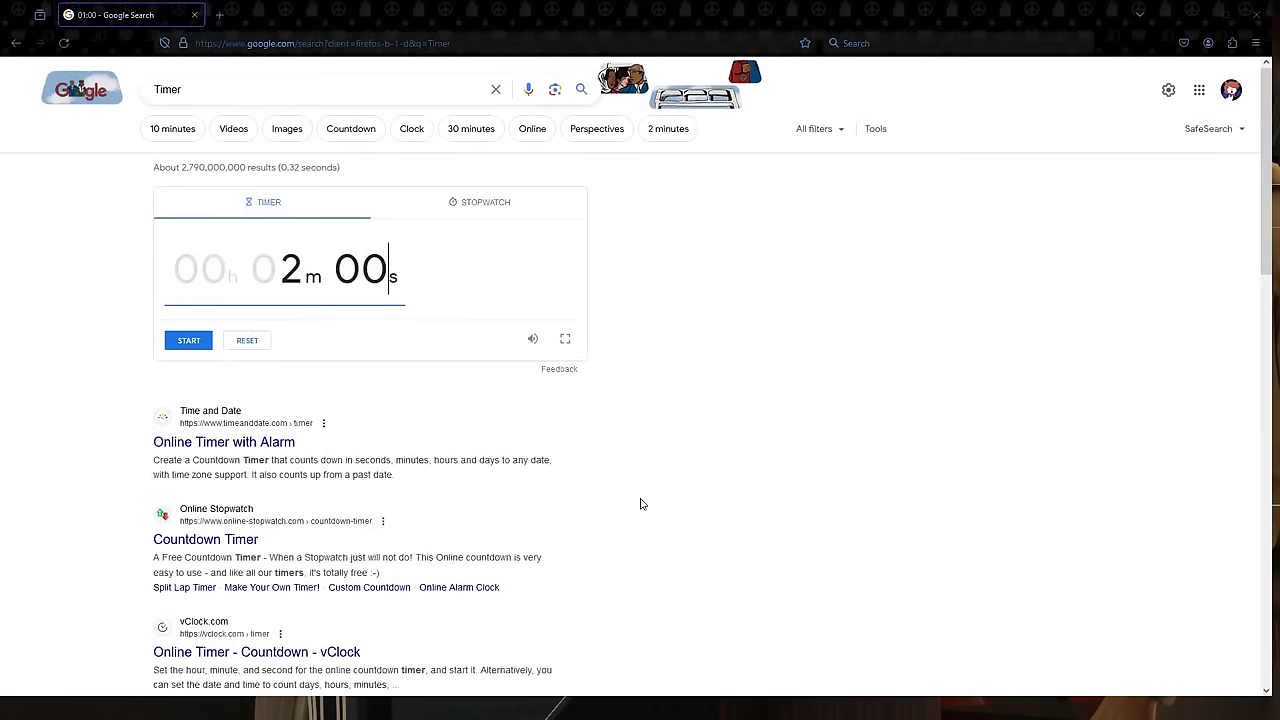 01:00 - Google Search
https://www.google.com/search?client=firefox-b-1-d&q=Timer
Search
Google
Timer
10 minutes
Videos
Images
Countdown
Clock
30 minutes
Online
Perspectives
2 minutes
All filters
Tools
SafeSearch
About 2,790,000,000 results (0.32 seconds)
TIMER
STOPWATCH
00h 02m 00s
START
RESET
Feedback
Time and Date
https://www.timeanddate.com › timer
Online Timer with Alarm
Create a Countdown Timer that counts down in seconds, minutes, hours and days to any date,
with time zone support. It also counts up from a past date.
Online Stopwatch
https://www.online-stopwatch.com › countdown-timer
Countdown Timer
A Free Countdown Timer - When a Stopwatch just will not do! This Online countdown is very
easy to use - and like all our timers, it's totally free :-)
Split Lap Timer · Make Your Own Timer! · Custom Countdown · Online Alarm Clock
vClock.com
https://vclock.com › timer
Online Timer - Countdown - vClock
Set the hour, minute, and second for the online countdown timer, and start it. Alternatively, you
can set the date and time to count days, hours, minutes, ...